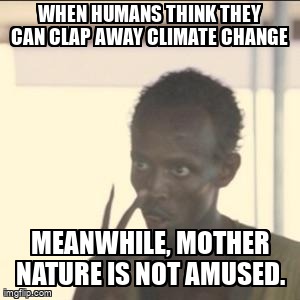 WHEN HUMANS THINK THEY
CAN CLAP AWAY CLIMATE CHANGE
MEANWHILE, MOTHER
NATURE IS NOT AMUSED.
imgflip.com